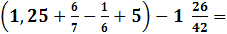 (1,25 + 6/7 − 1/6 + 5) − 1 26/42 =